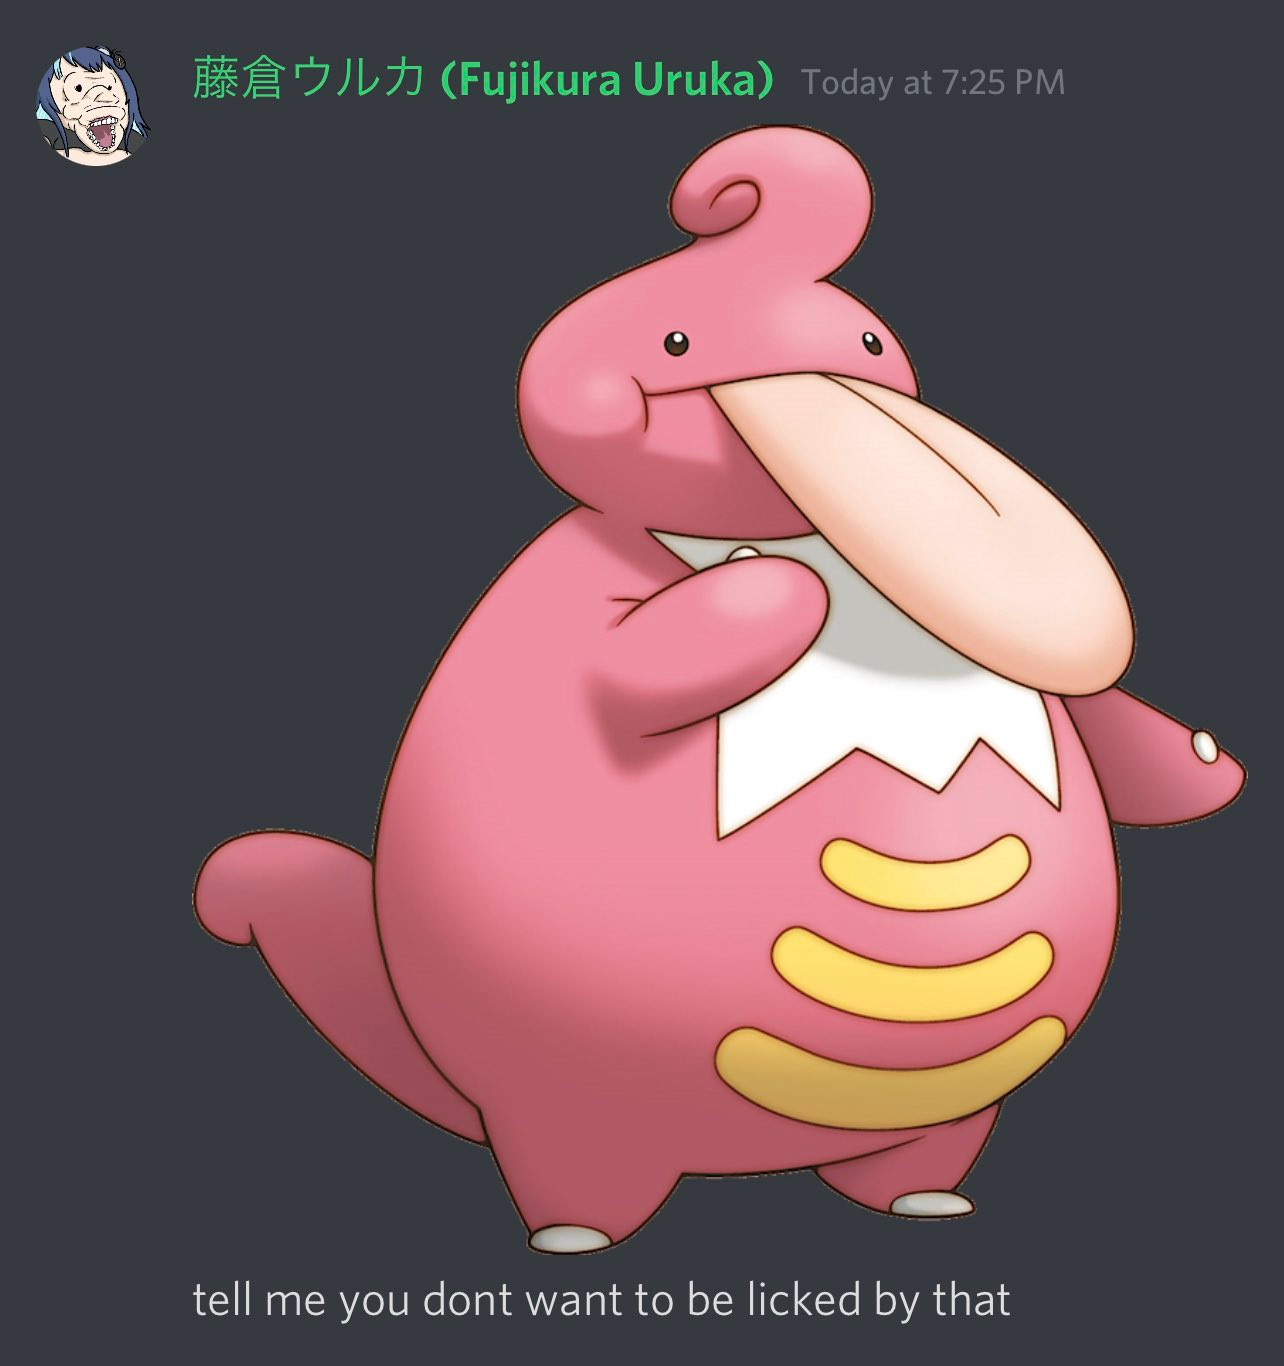 藤倉ウルカ (Fujikura Uruka) Today at 7:25 PM
tell me you dont want to be licked by that